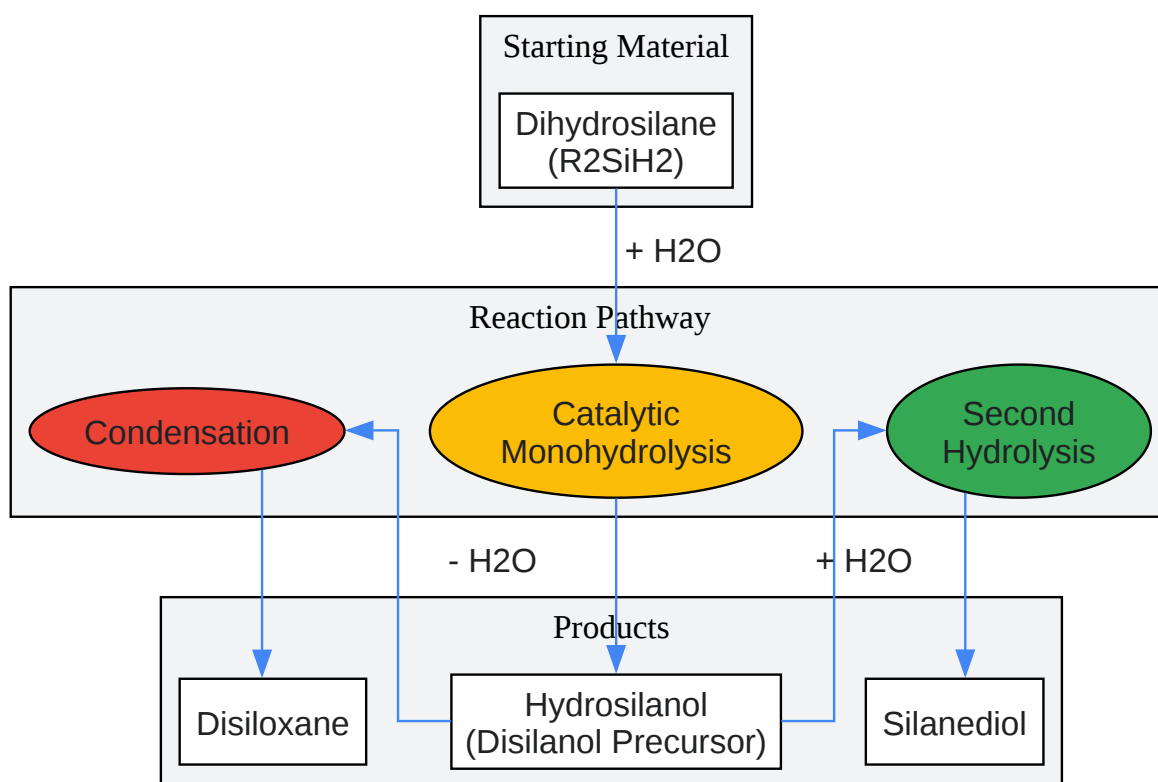 Starting Material
Dihydrosilane
(R2SiH2)
+ H2O
Reaction Pathway
Condensation
Catalytic
Monohydrolysis
Second
Hydrolysis
- H2O
+ H2O
Products
Disiloxane
Hydrosilanol
(Disilanol Precursor)
Silanediol